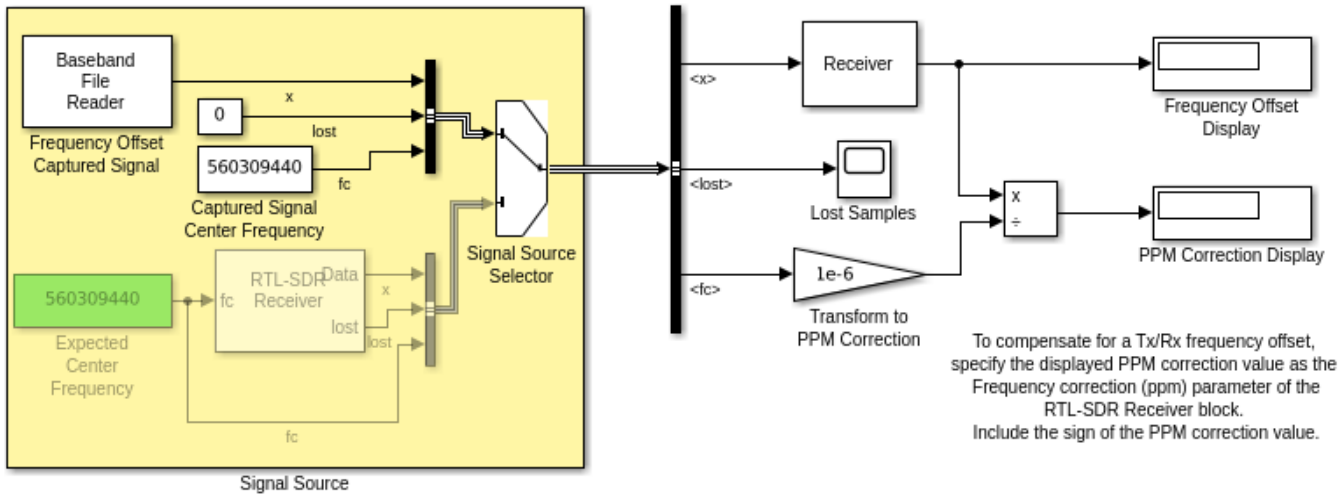 Baseband
File
Reader
Frequency Offset
Captured Signal
x
0
lost
560309440
fc
Captured Signal
Center Frequency
Signal Source
Selector
560309440
Expected
Center
Frequency
fc
RTL-SDR
Receiver
Data
lost
x
lost
fc
Signal Source
<x>
<lost>
<fc>
Receiver
Lost Samples
1e-6
Transform to
PPM Correction
x
÷
Frequency Offset
Display
PPM Correction Display
To compensate for a Tx/Rx frequency offset,
specify the displayed PPM correction value as the
Frequency correction (ppm) parameter of the
RTL-SDR Receiver block.
Include the sign of the PPM correction value.